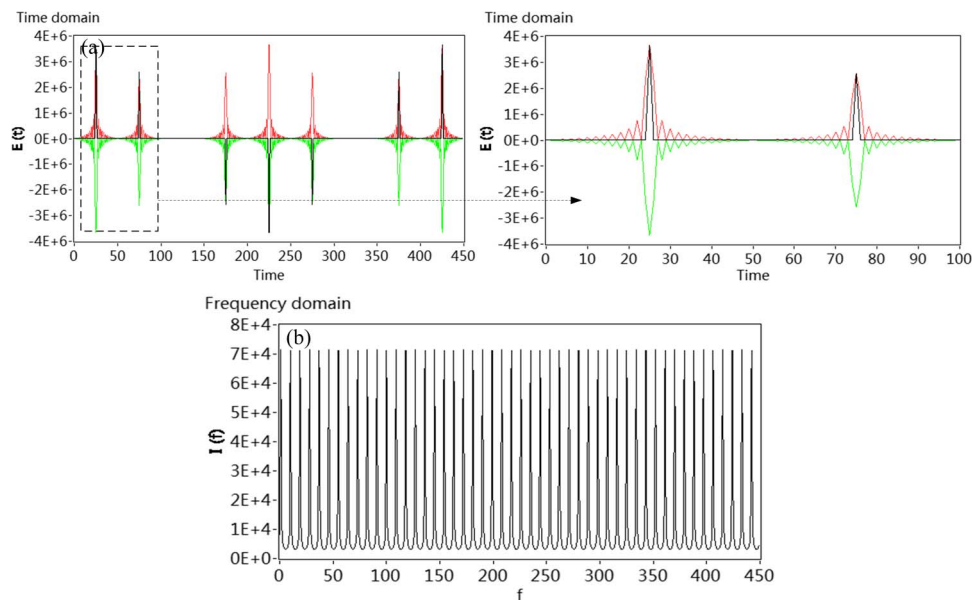 Time domain
(a)
4E+6
3E+6
2E+6
1E+6
0E+0
-1E+6
-2E+6
-3E+6
-4E+6
E (t)
0 50 100 150 200 250 300 350 400 450
Time
Time domain
4E+6
3E+6
2E+6
1E+6
0E+0
-1E+6
-2E+6
-3E+6
-4E+6
E (t)
0 10 20 30 40 50 60 70 80 90 100
Time
Frequency domain
(b)
8E+4
7E+4
6E+4
5E+4
4E+4
3E+4
2E+4
1E+4
0E+0
I (f)
0 50 100 150 200 250 300 350 400 450
f